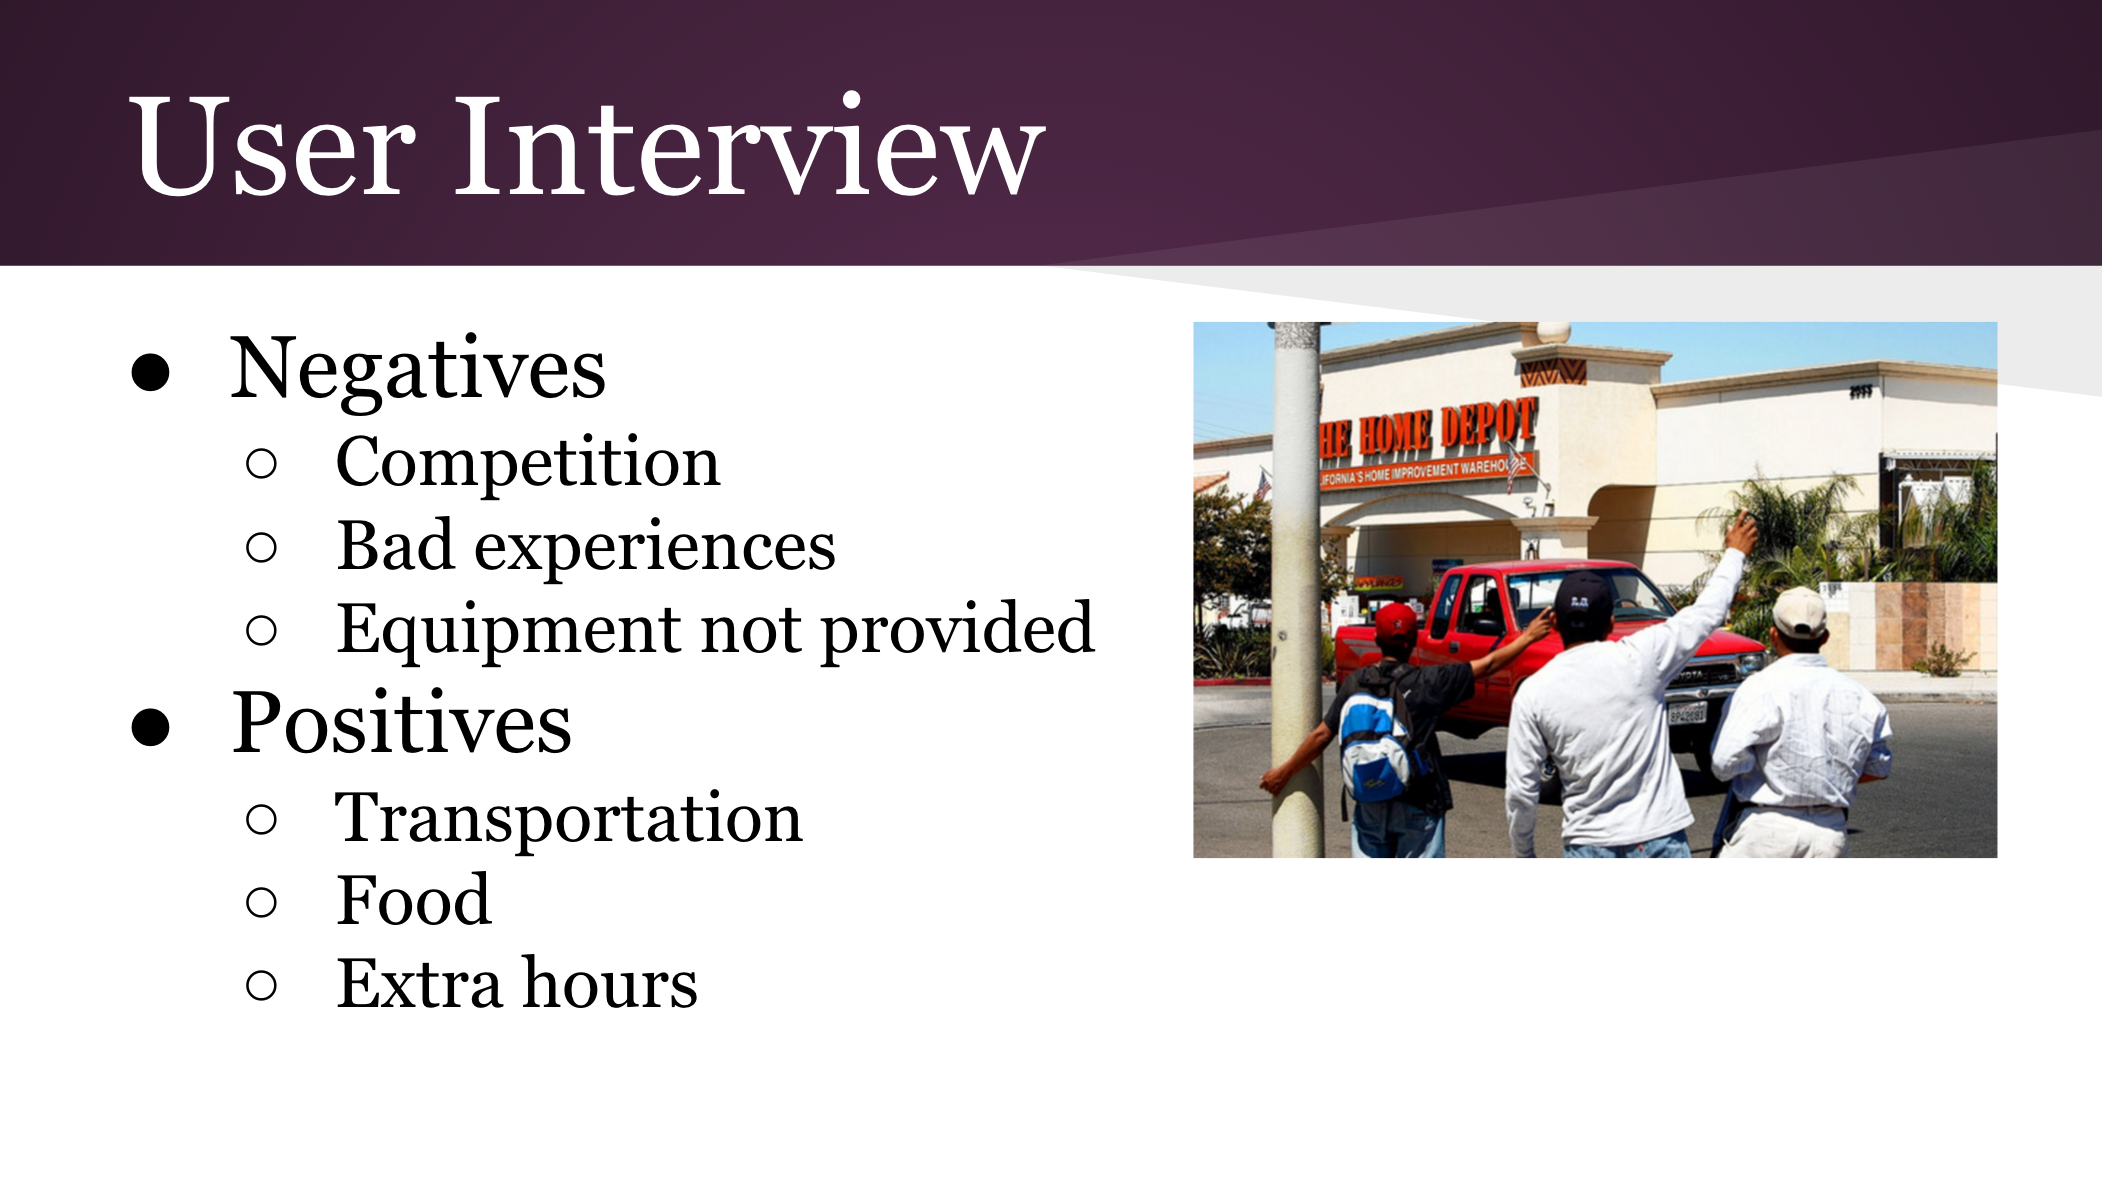 User Interview
● Negatives
○ Competition
○ Bad experiences
○ Equipment not provided
● Positives
○ Transportation
○ Food
○ Extra hours
HE HOME DEPOT
IFORNIA'S HOME IMPROVEMENT WAREHOUSE